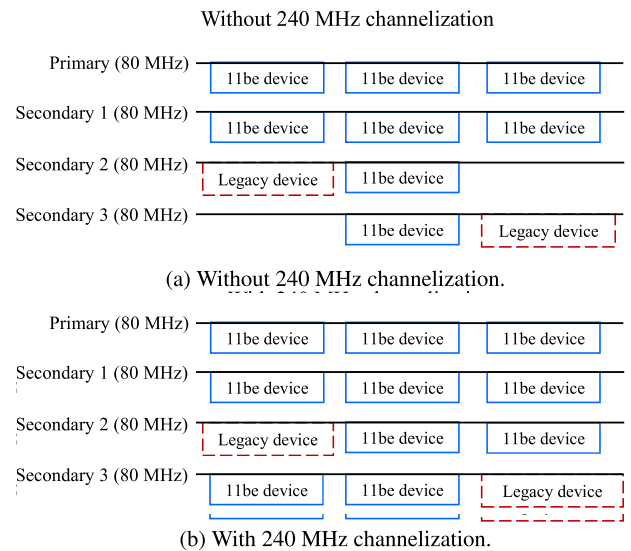 Without 240 MHz channelization
Primary (80 MHz) 11be device 11be device 11be device
Secondary 1 (80 MHz) 11be device 11be device 11be device
Secondary 2 (80 MHz) Legacy device 11be device
Secondary 3 (80 MHz) 11be device Legacy device
(a) Without 240 MHz channelization.
Primary (80 MHz) 11be device 11be device 11be device
Secondary 1 (80 MHz) 11be device 11be device 11be device
Secondary 2 (80 MHz) Legacy device 11be device 11be device
Secondary 3 (80 MHz) 11be device 11be device Legacy device
(b) With 240 MHz channelization.